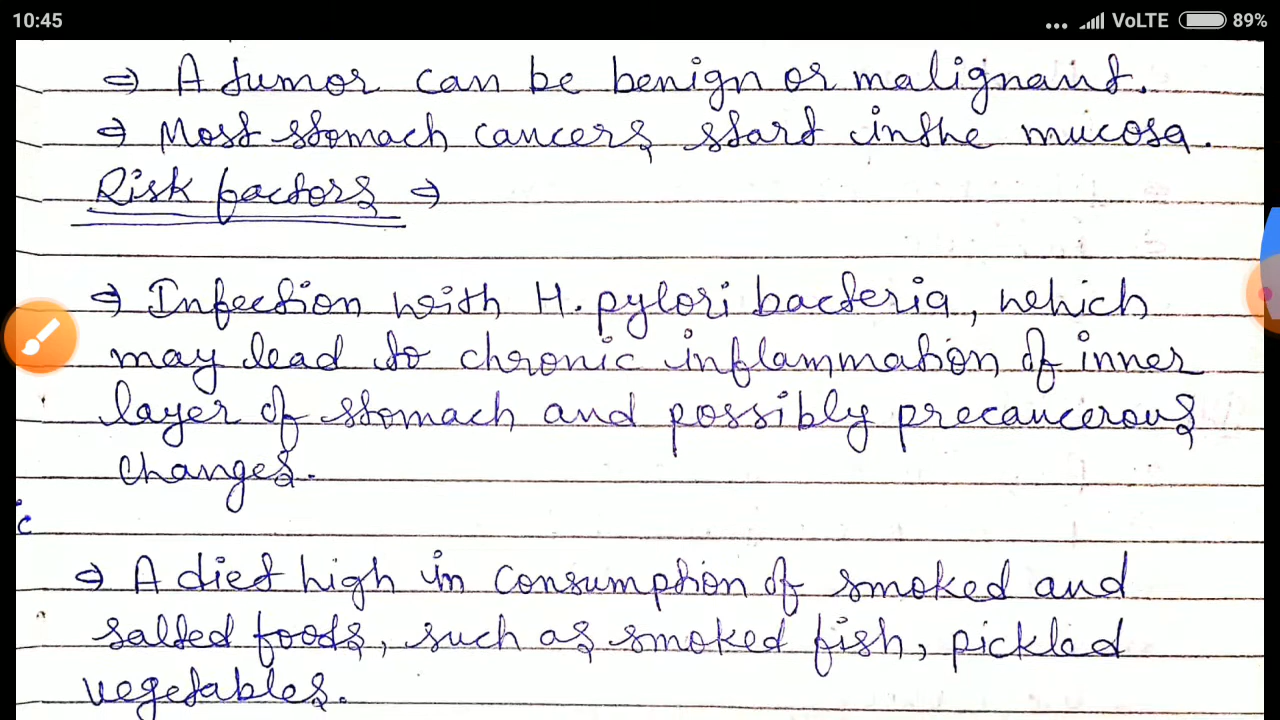 10:45 ... VoLTE 89%
⇒ A tumor can be benign or malignant.
⇒ Most stomach cancers start in the mucosa.
Risk factors ⇒
⇒ Infection with H. pylori bacteria, which
may lead to chronic inflammation of inner
layer of stomach and possibly precancerous
changes.
⇒ A diet high in consumption of smoked and
salted foods, such as smoked fish, pickled
vegetables.